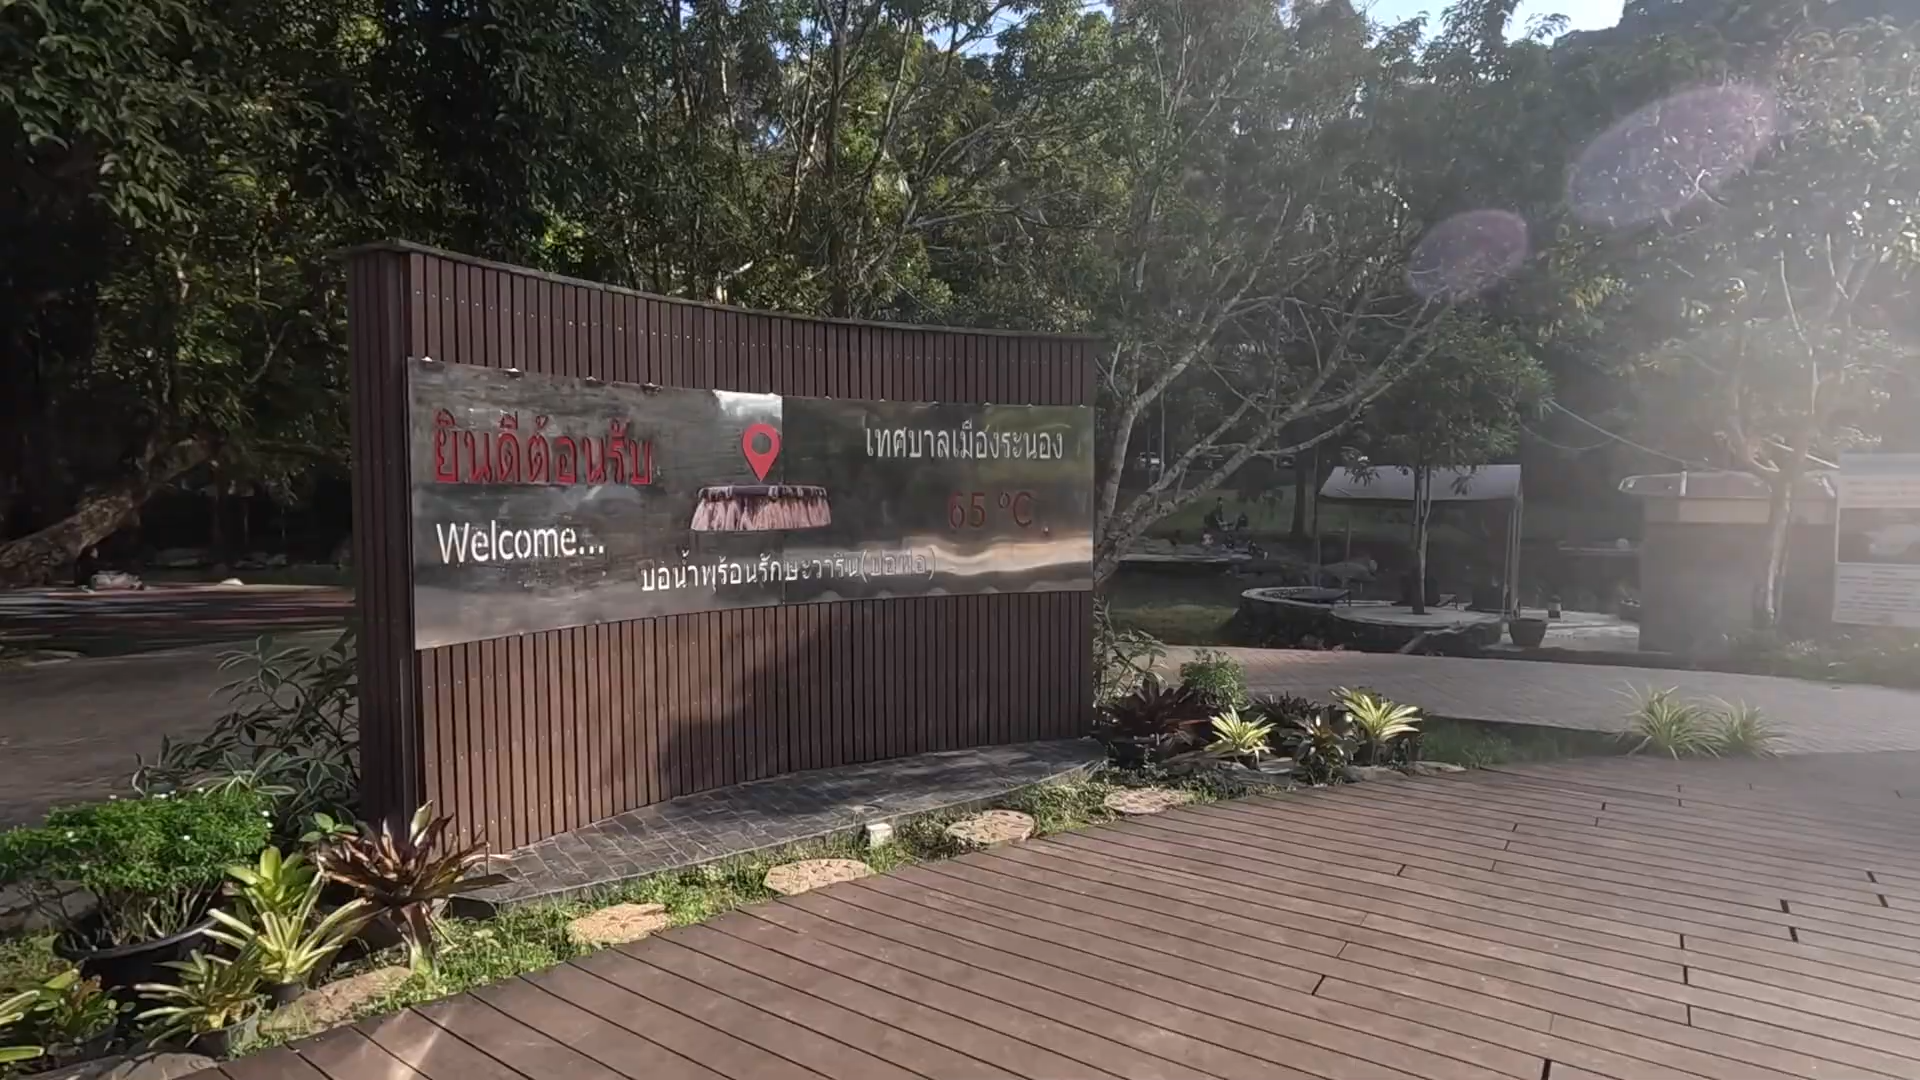 ยินดีต้อนรับ
Welcome...
เทศบาลเมืองระนอง
65 °C
บ่อน้ำพุร้อนรักษะวาริน(บ่อพ่อ)